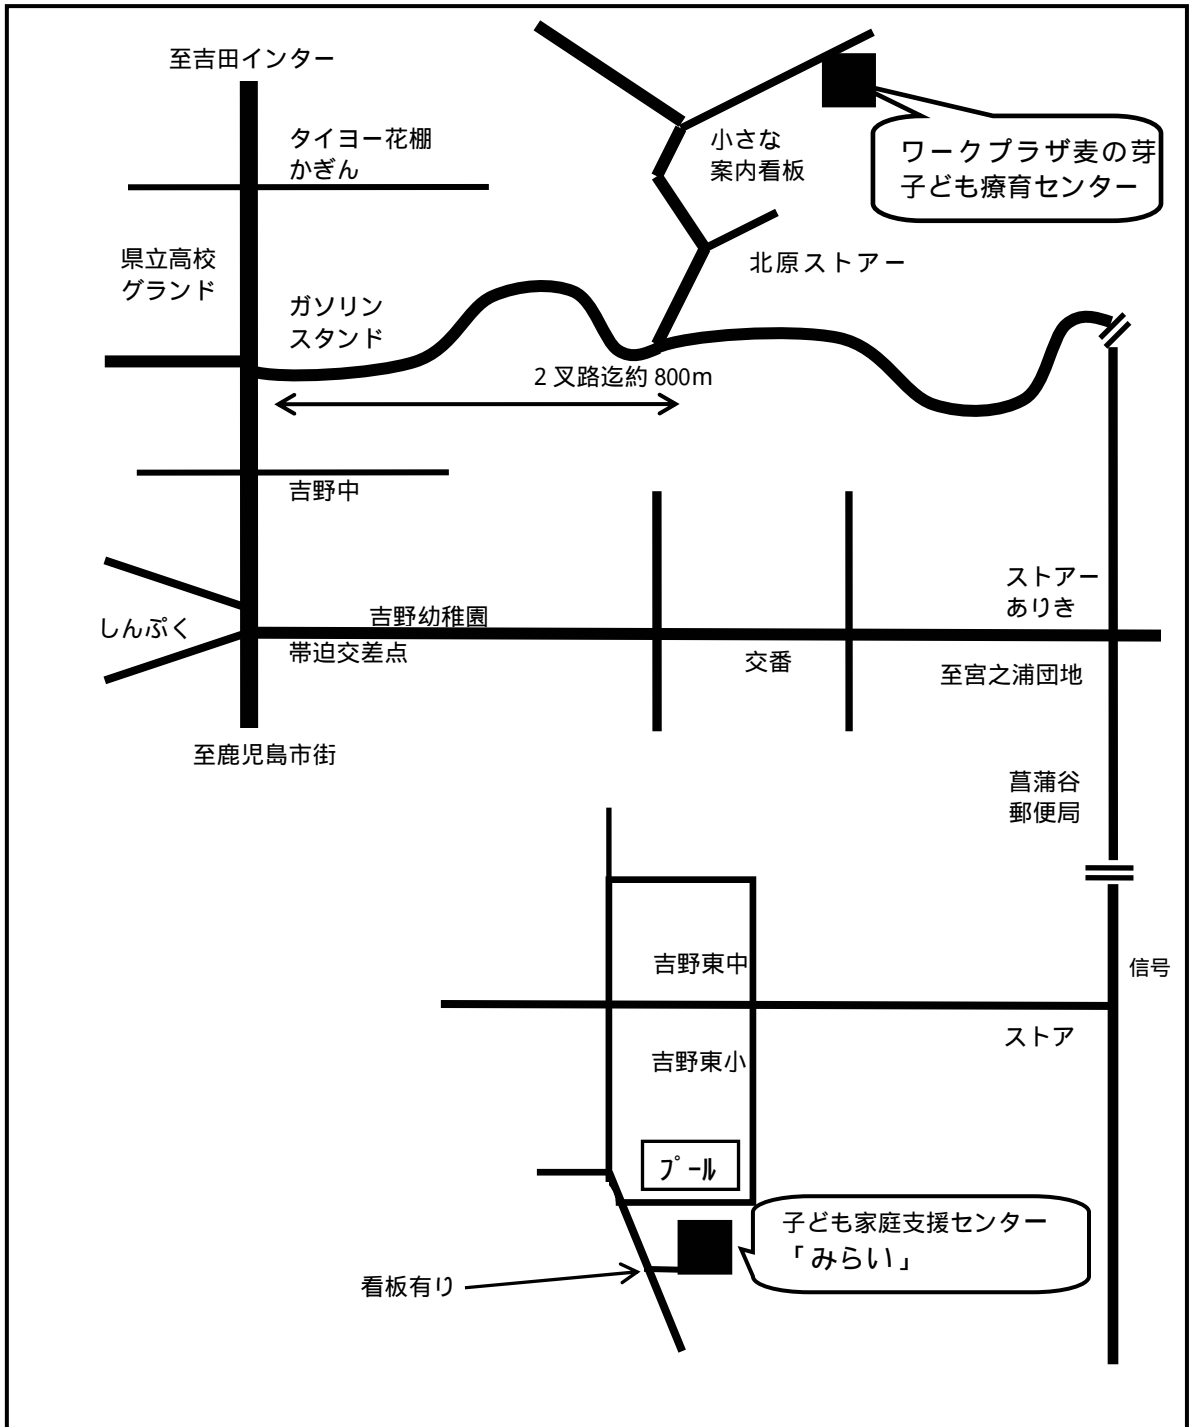 至吉田インター
タイヨー花棚
かぎん
小さな
案内看板
ワークプラザ麦の芽
子ども療育センター
県立高校
グランド
北原ストアー
ガソリン
スタンド
2 叉路迄約 800m
吉野中
ストアー
ありき
しんぷく
吉野幼稚園
帯迫交差点
交番
至宮之浦団地
至鹿児島市街
菖蒲谷
郵便局
吉野東中
信号
ストア
吉野東小
プール
子ども家庭支援センター
「みらい」
看板有り